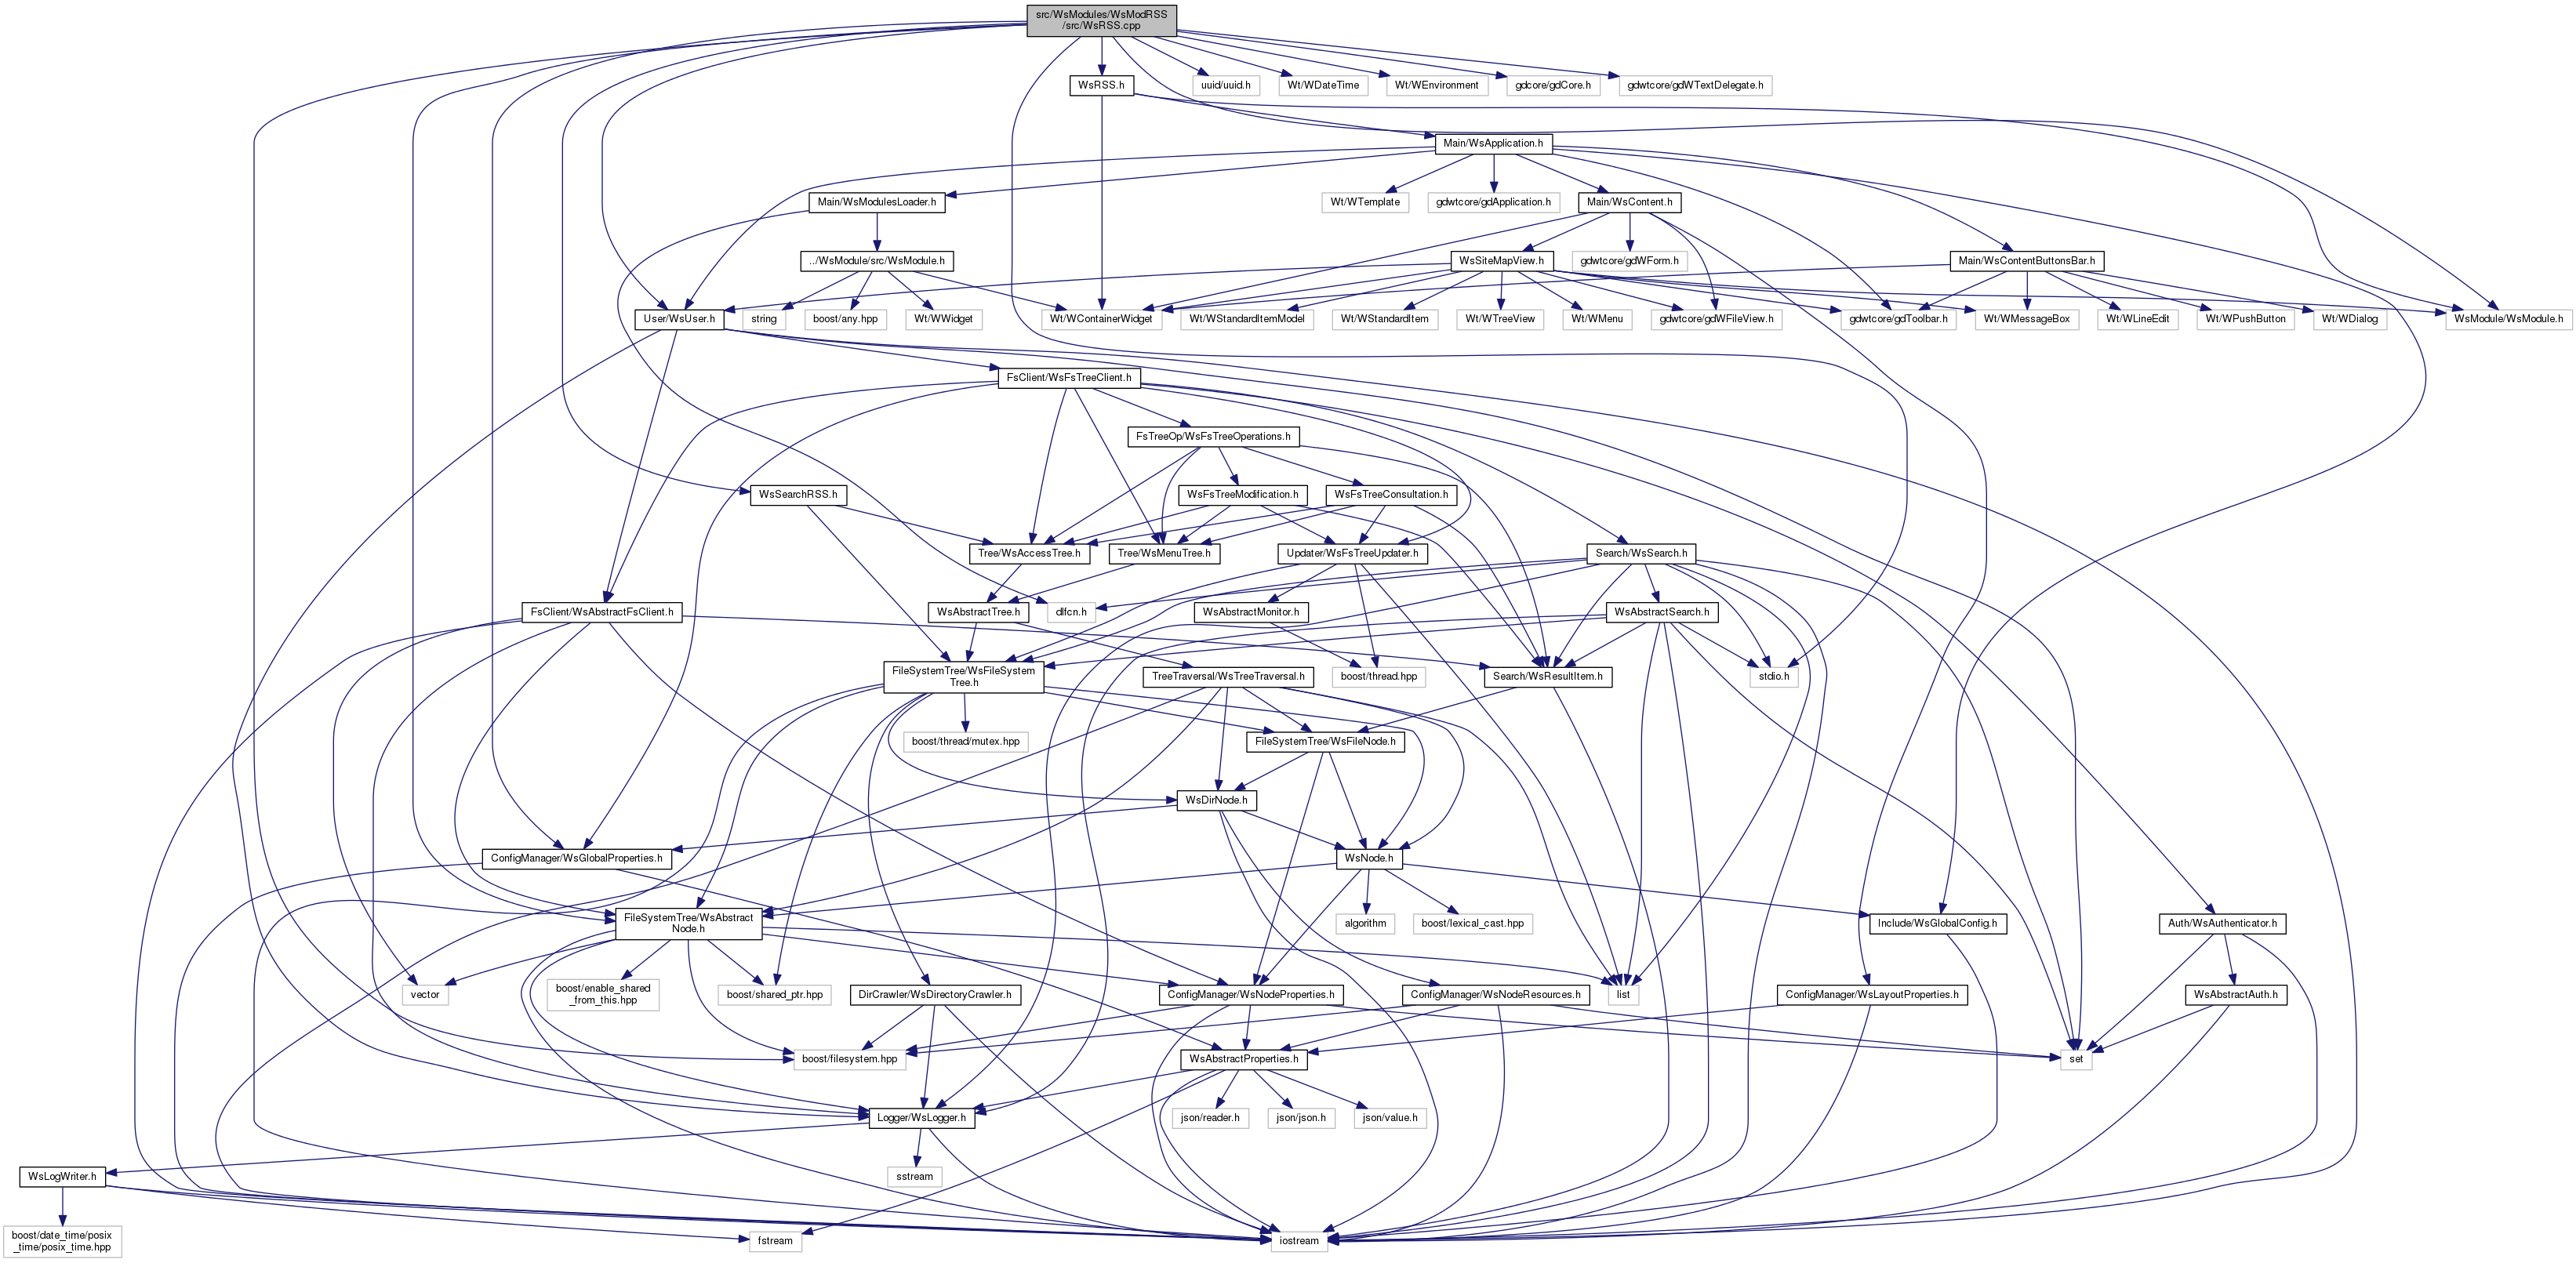 src/WsModules/WsModRSS
/src/WsRSS.cpp
WsRSS.h
uuid/uuid.h
Wt/WDateTime
Wt/WEnvironment
gdcore/gdCore.h
gdwtcore/gdWTextDelegate.h
Main/WsApplication.h
Main/WsModulesLoader.h
Wt/WTemplate
gdwtcore/gdApplication.h
Main/WsContent.h
../WsModule/src/WsModule.h
WsSiteMapView.h
gdwtcore/gdWForm.h
Main/WsContentButtonsBar.h
User/WsUser.h
string
boost/any.hpp
Wt/WWidget
Wt/WContainerWidget
Wt/WStandardItemModel
Wt/WStandardItem
Wt/WTreeView
Wt/WMenu
gdwtcore/gdWFileView.h
gdwtcore/gdToolbar.h
Wt/WMessageBox
Wt/WLineEdit
Wt/WPushButton
Wt/WDialog
WsModule/WsModule.h
FsClient/WsFsTreeClient.h
FsTreeOp/WsFsTreeOperations.h
WsSearchRSS.h
WsFsTreeModification.h
WsFsTreeConsultation.h
Tree/WsAccessTree.h
Tree/WsMenuTree.h
Updater/WsFsTreeUpdater.h
Search/WsSearch.h
FsClient/WsAbstractFsClient.h
WsAbstractTree.h
dlfcn.h
WsAbstractMonitor.h
WsAbstractSearch.h
FileSystemTree/WsFileSystem
Tree.h
TreeTraversal/WsTreeTraversal.h
boost/thread.hpp
Search/WsResultItem.h
stdio.h
boost/thread/mutex.hpp
FileSystemTree/WsFileNode.h
WsDirNode.h
ConfigManager/WsGlobalProperties.h
WsNode.h
FileSystemTree/WsAbstract
Node.h
algorithm
boost/lexical_cast.hpp
Include/WsGlobalConfig.h
Auth/WsAuthenticator.h
vector
boost/enable_shared
_from_this.hpp
boost/shared_ptr.hpp
DirCrawler/WsDirectoryCrawler.h
ConfigManager/WsNodeProperties.h
ConfigManager/WsNodeResources.h
list
ConfigManager/WsLayoutProperties.h
WsAbstractAuth.h
boost/filesystem.hpp
WsAbstractProperties.h
set
Logger/WsLogger.h
json/reader.h
json/json.h
json/value.h
WsLogWriter.h
sstream
boost/date_time/posix
_time/posix_time.hpp
fstream
iostream